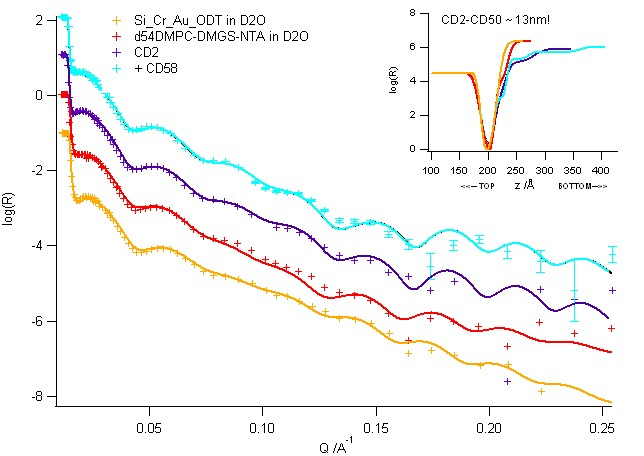 Si_Cr_Au_ODT in D2O
d54DMPC-DMGS-NTA in D2O
CD2
+ CD58
CD2-CD50 ~ 13nm!
8
6
4
2
0
log(R)
100
150
200
250
300
350
400
<<--TOP
z /Å
BOTTOM-->>
2
0
-2
-4
-6
-8
log(R)
0.05
0.10
0.15
0.20
0.25
Q /A-1